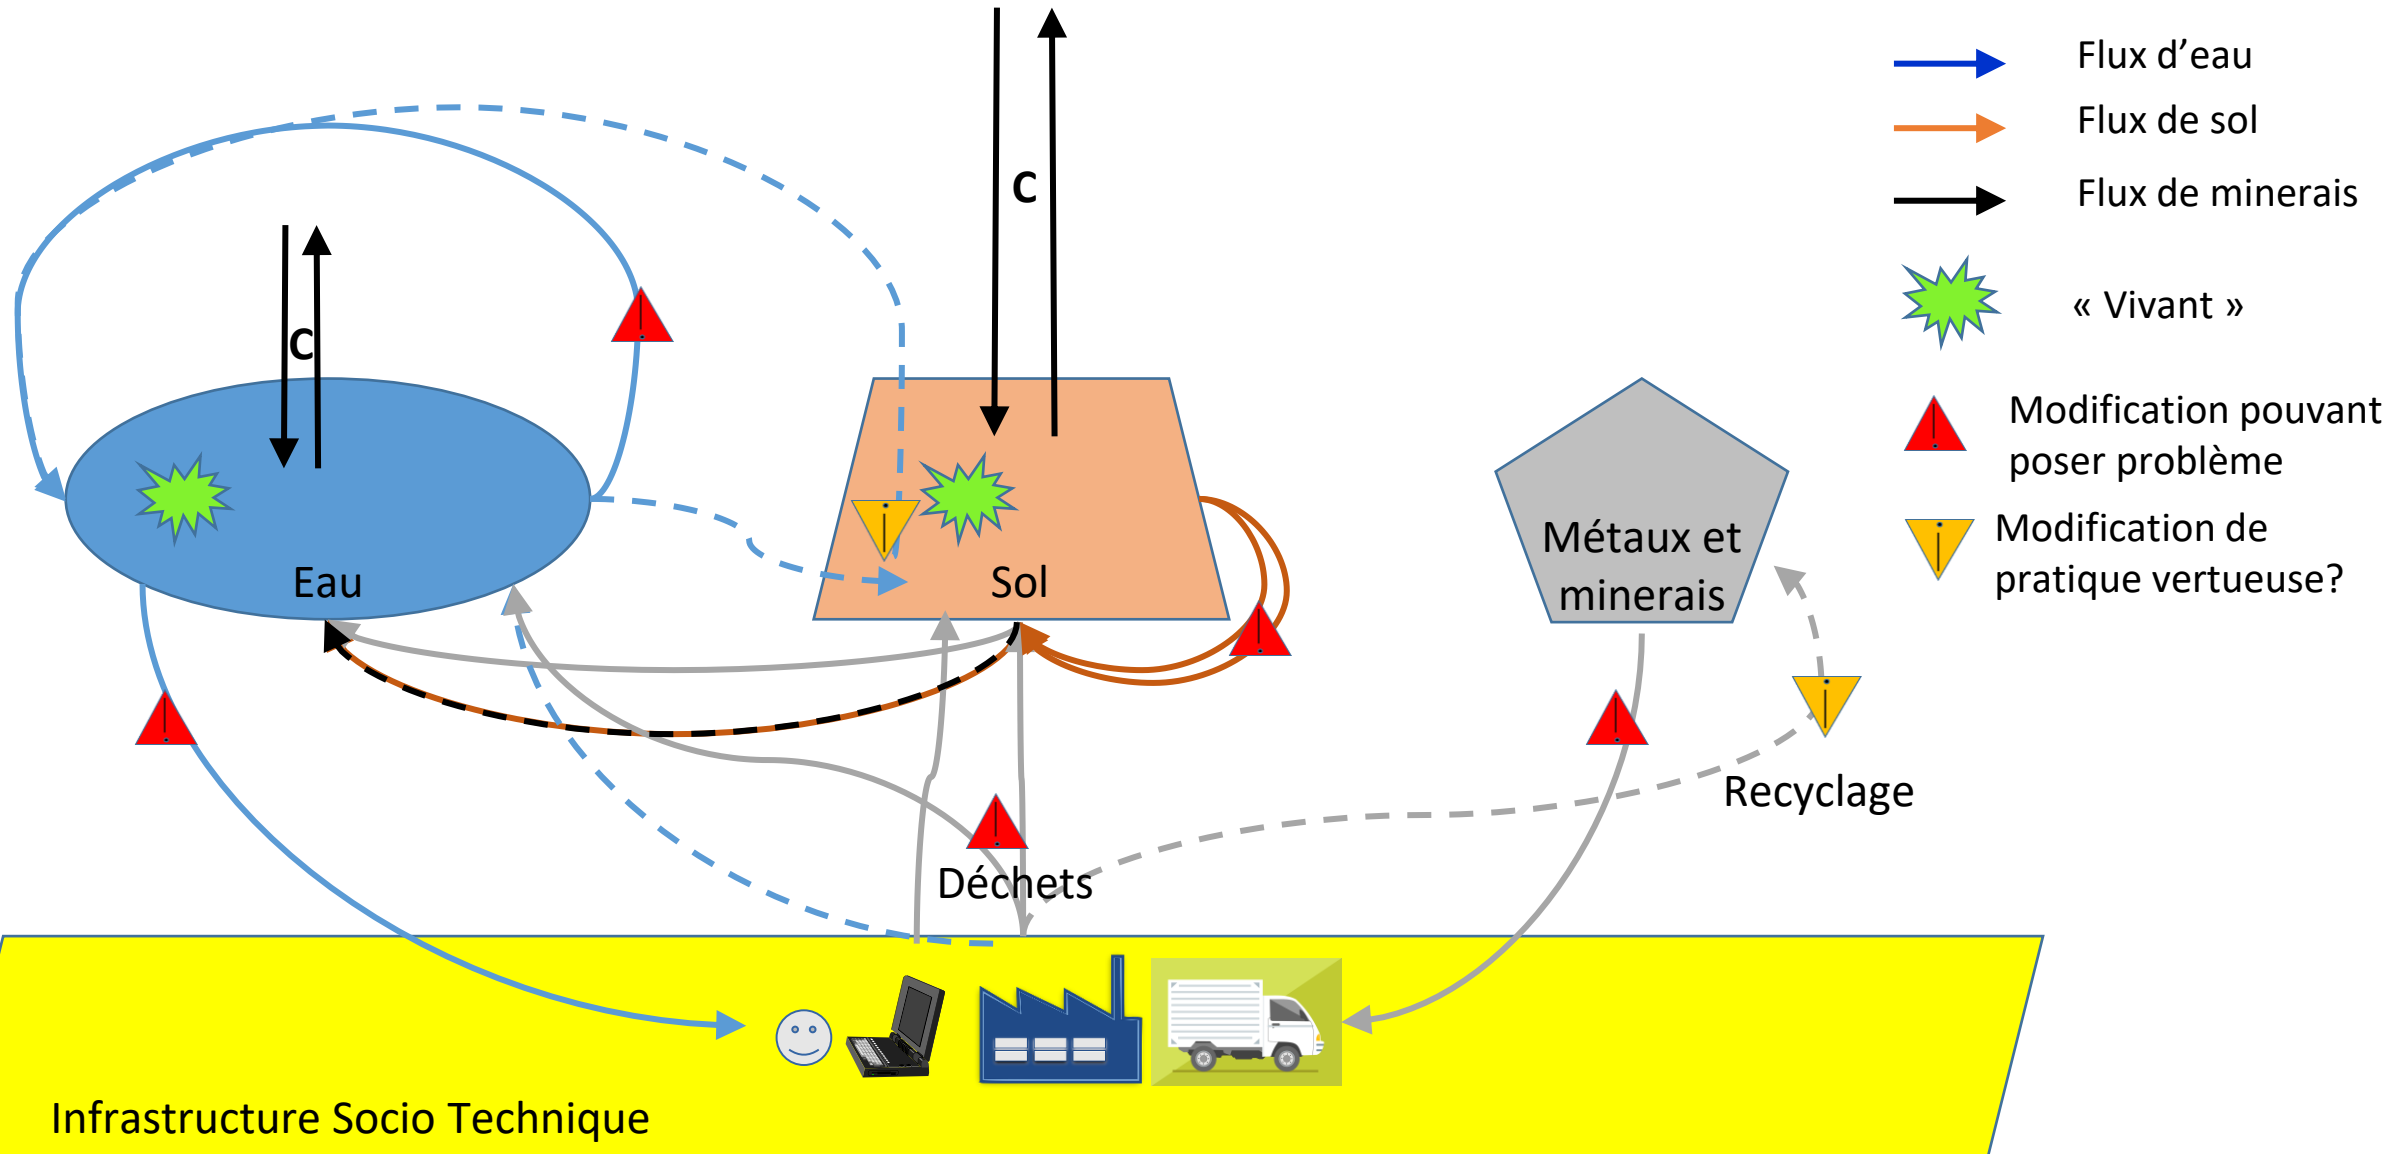 Flux d’eau
Flux de sol
Flux de minerais
« Vivant »
Modification pouvant
poser problème
Modification de
pratique vertueuse?
C
C
Eau
Sol
Métaux et
minerais
Recyclage
Déchets
Infrastructure Socio Technique